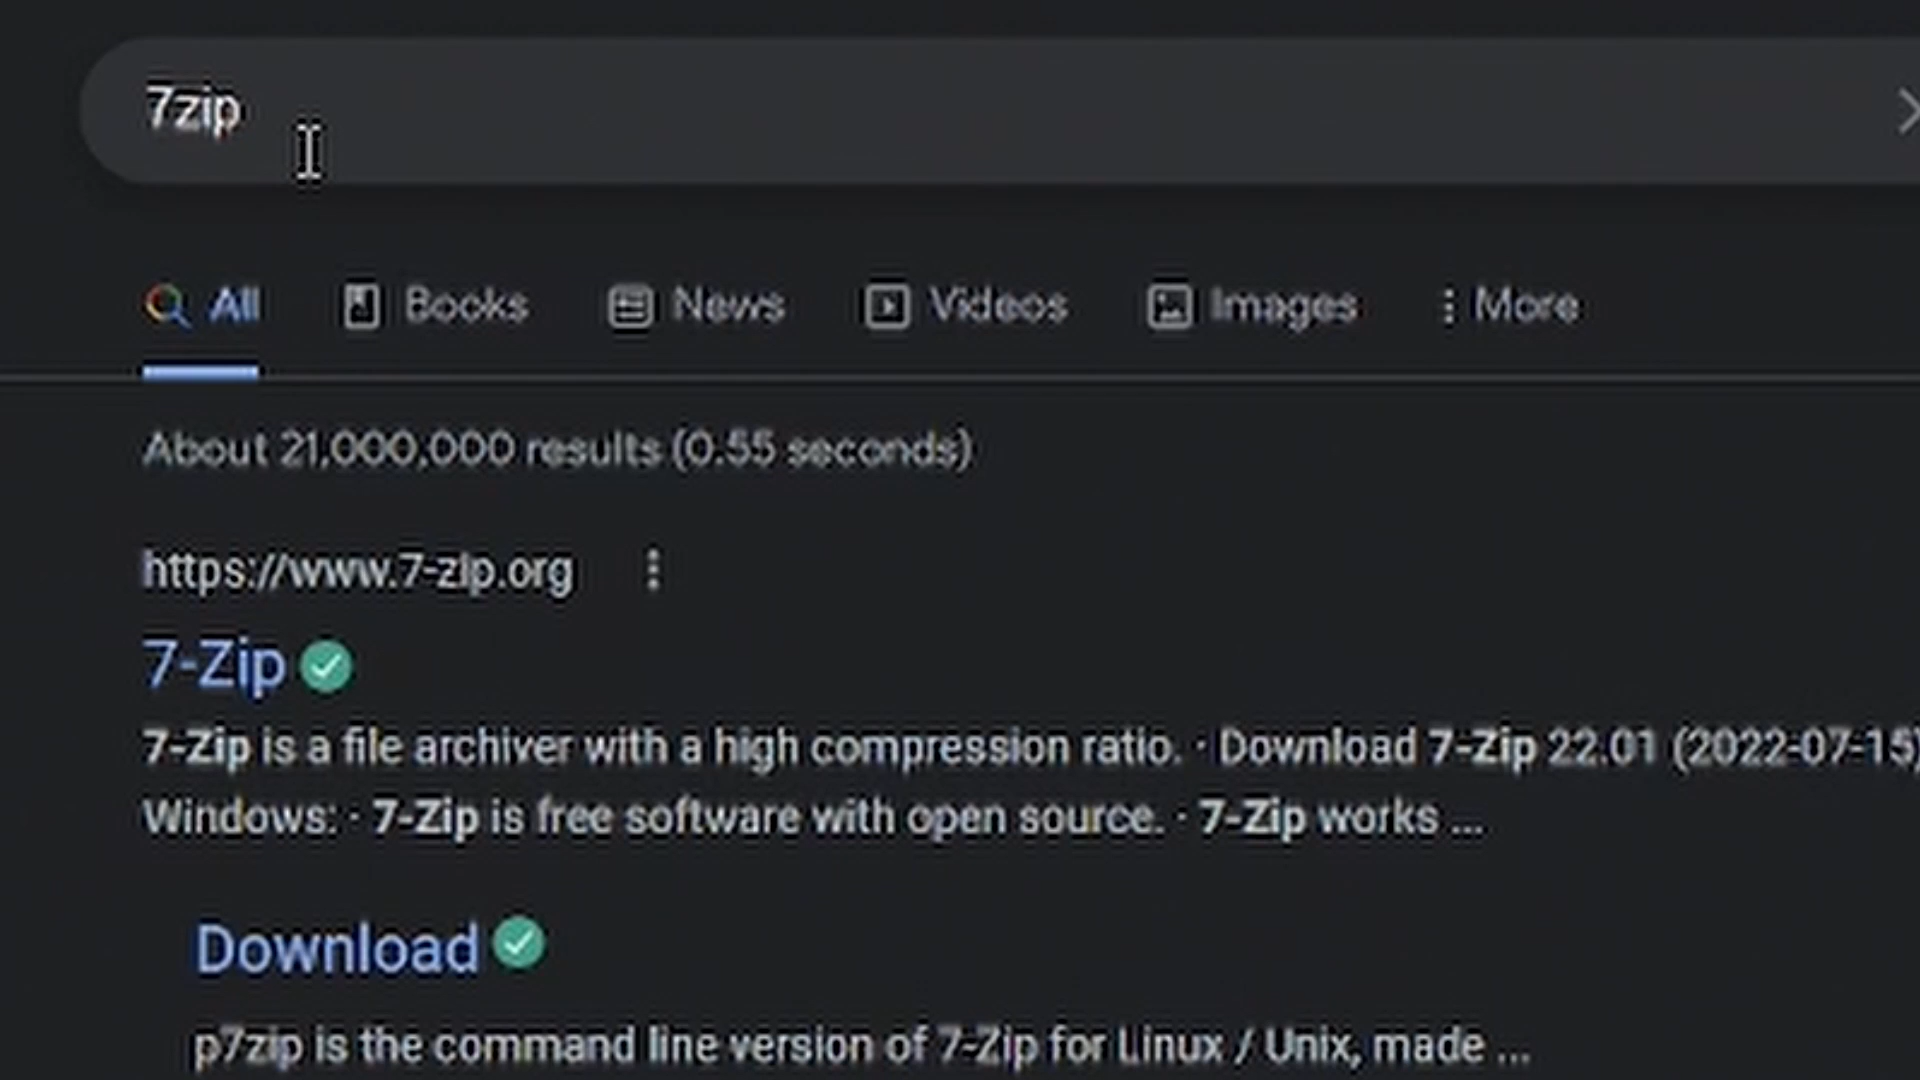 7zip
All Books News Videos Images More
About 21,000,000 results (0.55 seconds)
https://www.7-zip.org
7-Zip
7-Zip is a file archiver with a high compression ratio. · Download 7-Zip 22.01 (2022-07-15)
Windows: · 7-Zip is free software with open source. · 7-Zip works ...
Download
p7zip is the command line version of 7-Zip for Linux / Unix, made ...